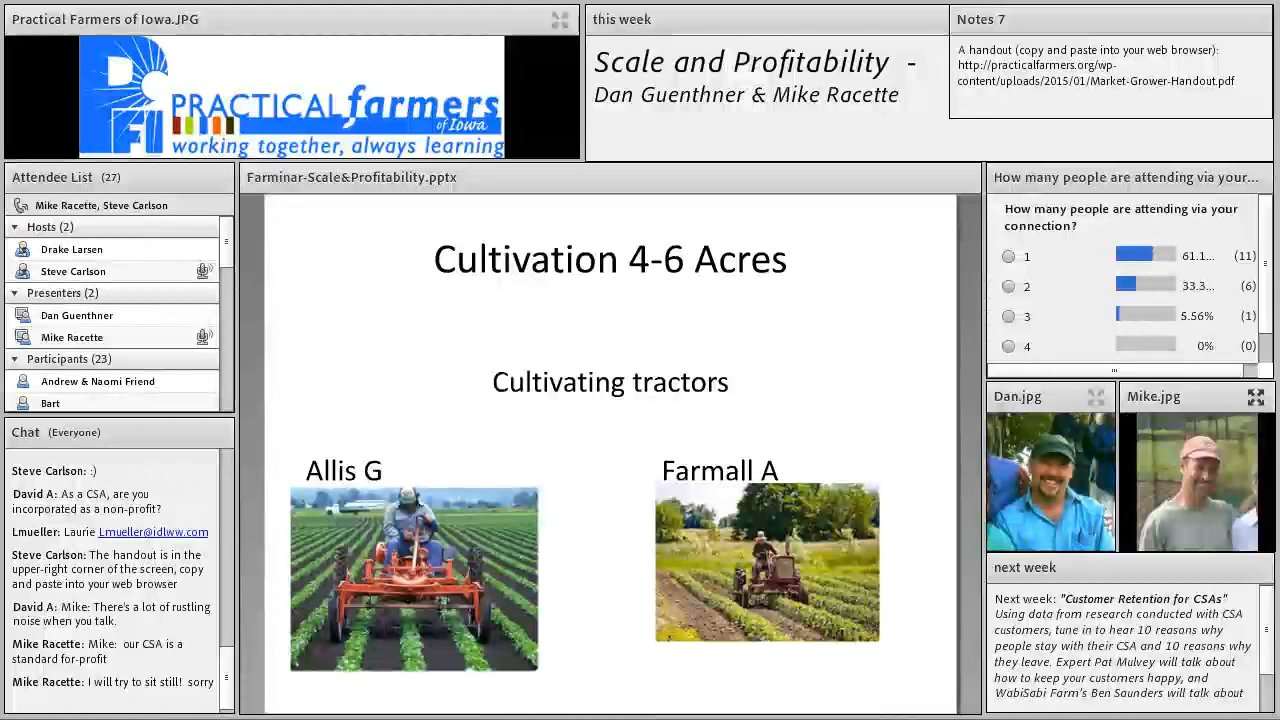 Practical Farmers of Iowa.JPG
PRACTICAL farmers
of Iowa
working together, always learning
this week
Scale and Profitability -
Dan Guenthner & Mike Racette
Notes 7
A handout (copy and paste into your web browser):
http://practicalfarmers.org/wp-
content/uploads/2015/01/Market-Grower-Handout.pdf
Attendee List (27)
Mike Racette, Steve Carlson
Hosts (2)
Drake Larsen
Steve Carlson
Presenters (2)
Dan Guenthner
Mike Racette
Participants (23)
Andrew & Naomi Friend
Bart
Chat (Everyone)
Steve Carlson: :)
David A: As a CSA, are you
incorporated as a non-profit?
Lmueller: Laurie Lmueller@idlww.com
Steve Carlson: The handout is in the
upper-right corner of the screen, copy
and paste into your web browser
David A: Mike: There's a lot of rustling
noise when you talk.
Mike Racette: Mike: our CSA is a
standard for-profit
Mike Racette: I will try to sit still! sorry
Farminar-Scale&Profitability.pptx
Cultivation 4-6 Acres
Cultivating tractors
Allis G
Farmall A
How many people are attending via your...
How many people are attending via your
connection?
1 61.1... (11)
2 33.3... (6)
3 5.56% (1)
4 0% (0)
Dan.jpg
Mike.jpg
next week
Next week: "Customer Retention for CSAs"
Using data from research conducted with CSA
customers, tune in to hear 10 reasons why
people stay with their CSA and 10 reasons why
they leave. Expert Pat Mulvey will talk about
how to keep your customers happy, and
WabiSabi Farm's Ben Saunders will talk about